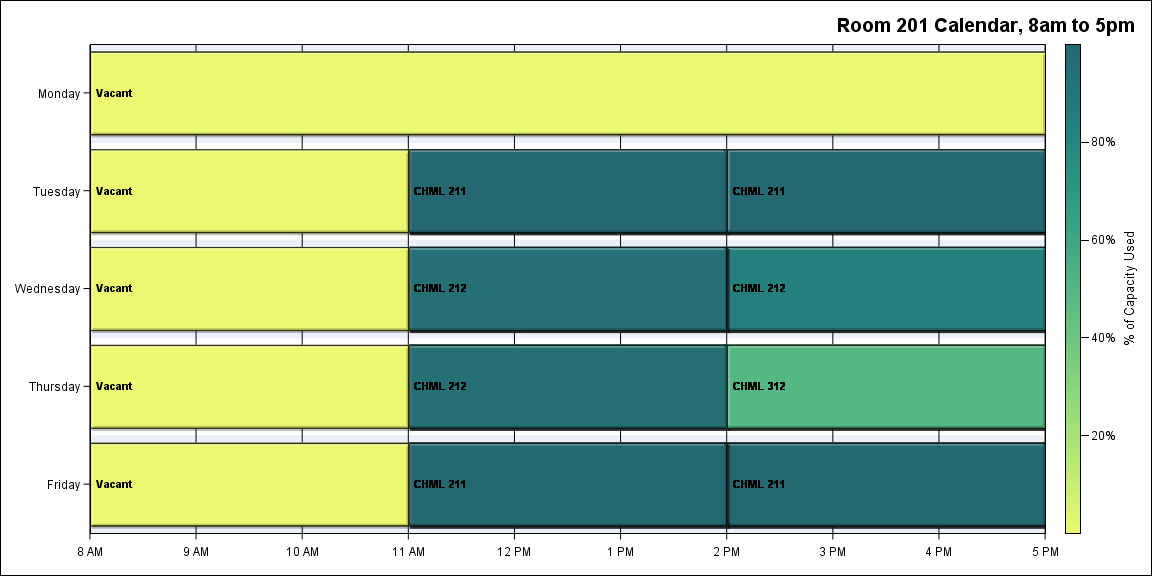 Room 201 Calendar, 8am to 5pm
Monday
Vacant
Tuesday
Vacant
CHML 211
CHML 211
Wednesday
Vacant
CHML 212
CHML 212
Thursday
Vacant
CHML 212
CHML 312
Friday
Vacant
CHML 211
CHML 211
8 AM
9 AM
10 AM
11 AM
12 PM
1 PM
2 PM
3 PM
4 PM
5 PM
80%
60%
40%
20%
% of Capacity Used